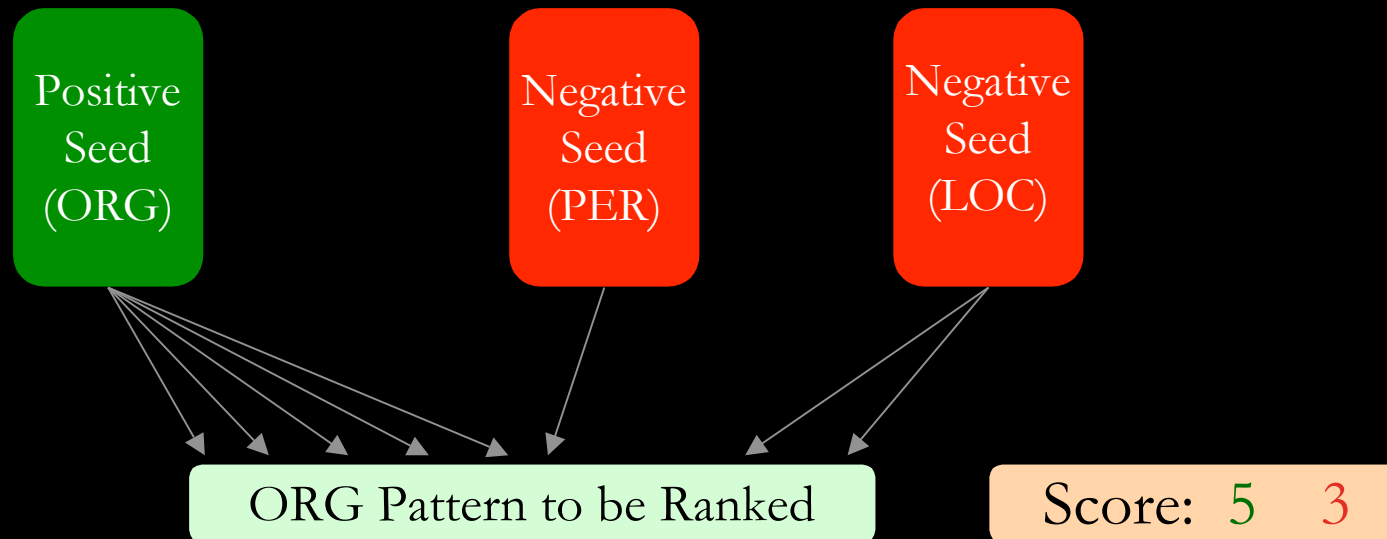 Positive
Seed
(ORG)
Negative
Seed
(PER)
Negative
Seed
(LOC)
ORG Pattern to be Ranked
Score: 5 3